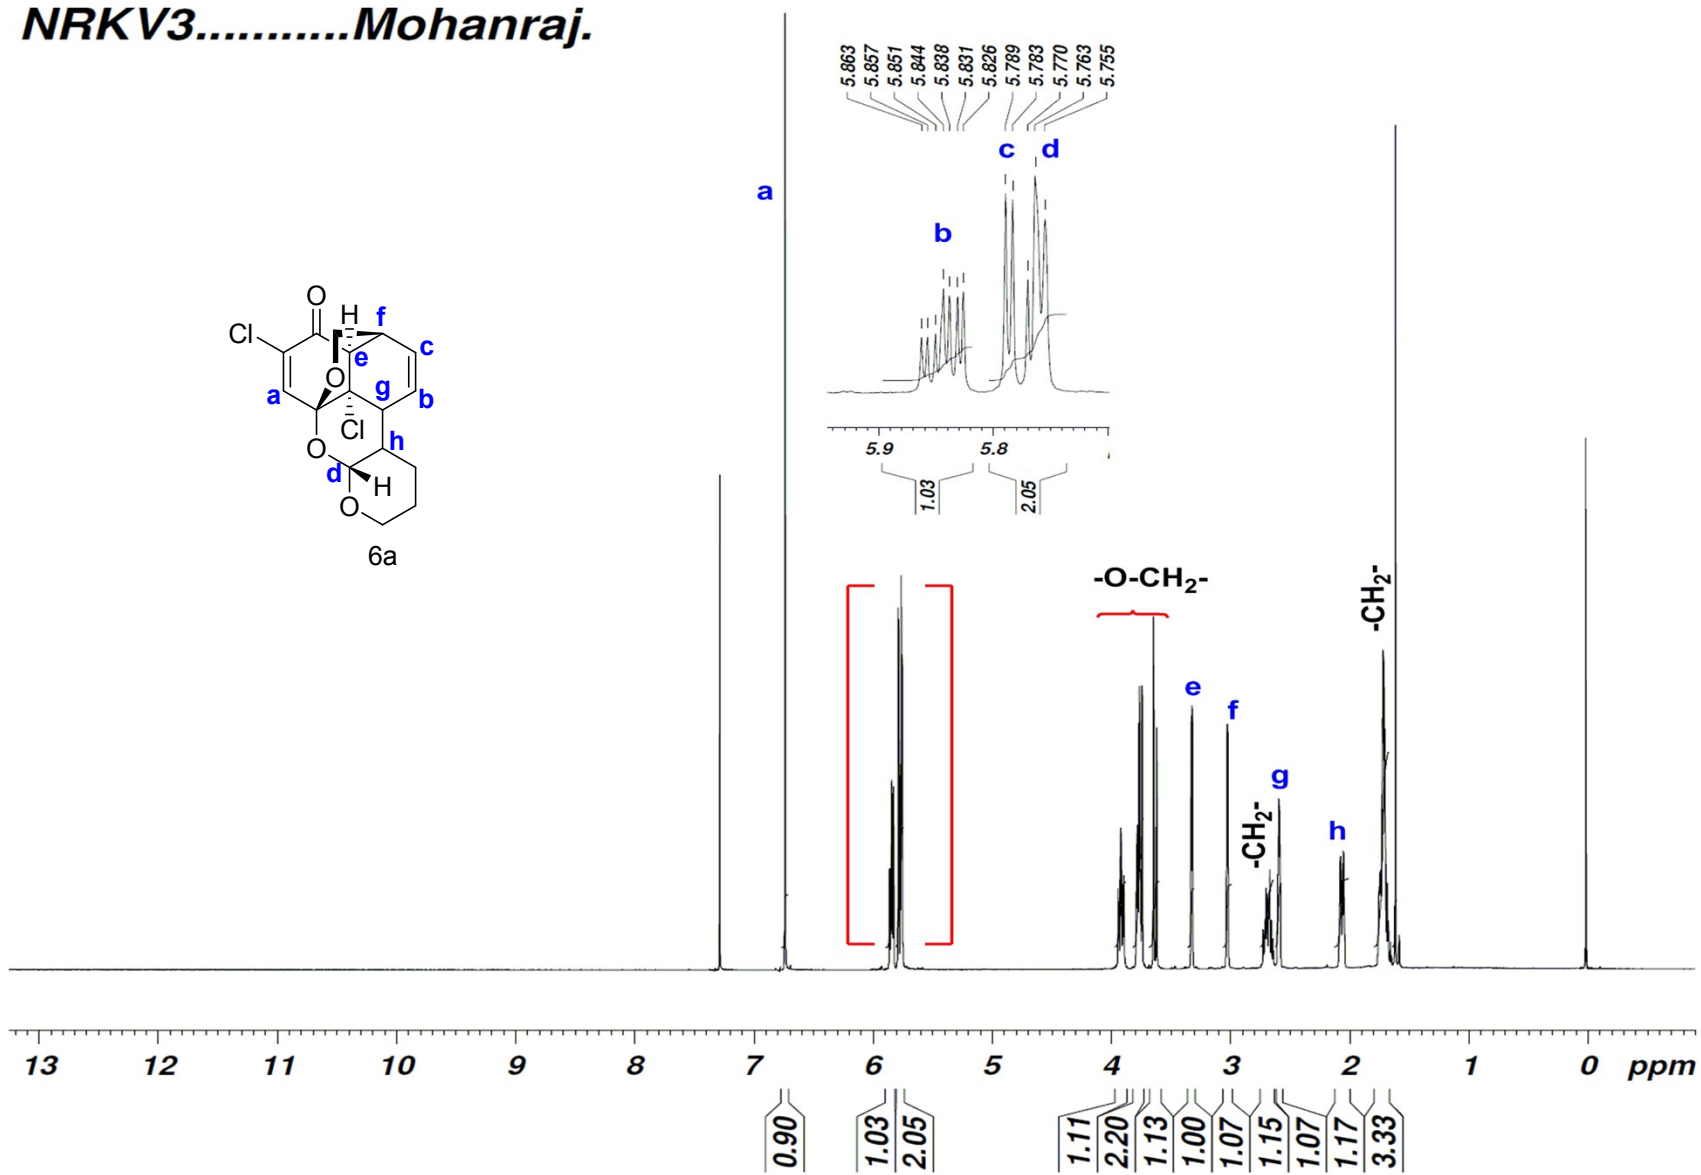 NRKV3...........Mohanraj.
5.863
5.857
5.851
5.844
5.838
5.831
5.826
5.789
5.783
5.770
5.763
5.755
a
b
c
d
5.9 5.8
1.03
2.05
O
H
f
Cl
e
c
O
g
b
a
Cl
O
h
d
H
O
6a
-O-CH2-
-CH2-
e
f
g
-CH2-
h
13 12 11 10 9 8 7 6 5 4 3 2 1 0 ppm
0.90
1.03
2.05
1.11
2.20
1.13
1.00
1.07
1.15
1.07
1.17
3.33